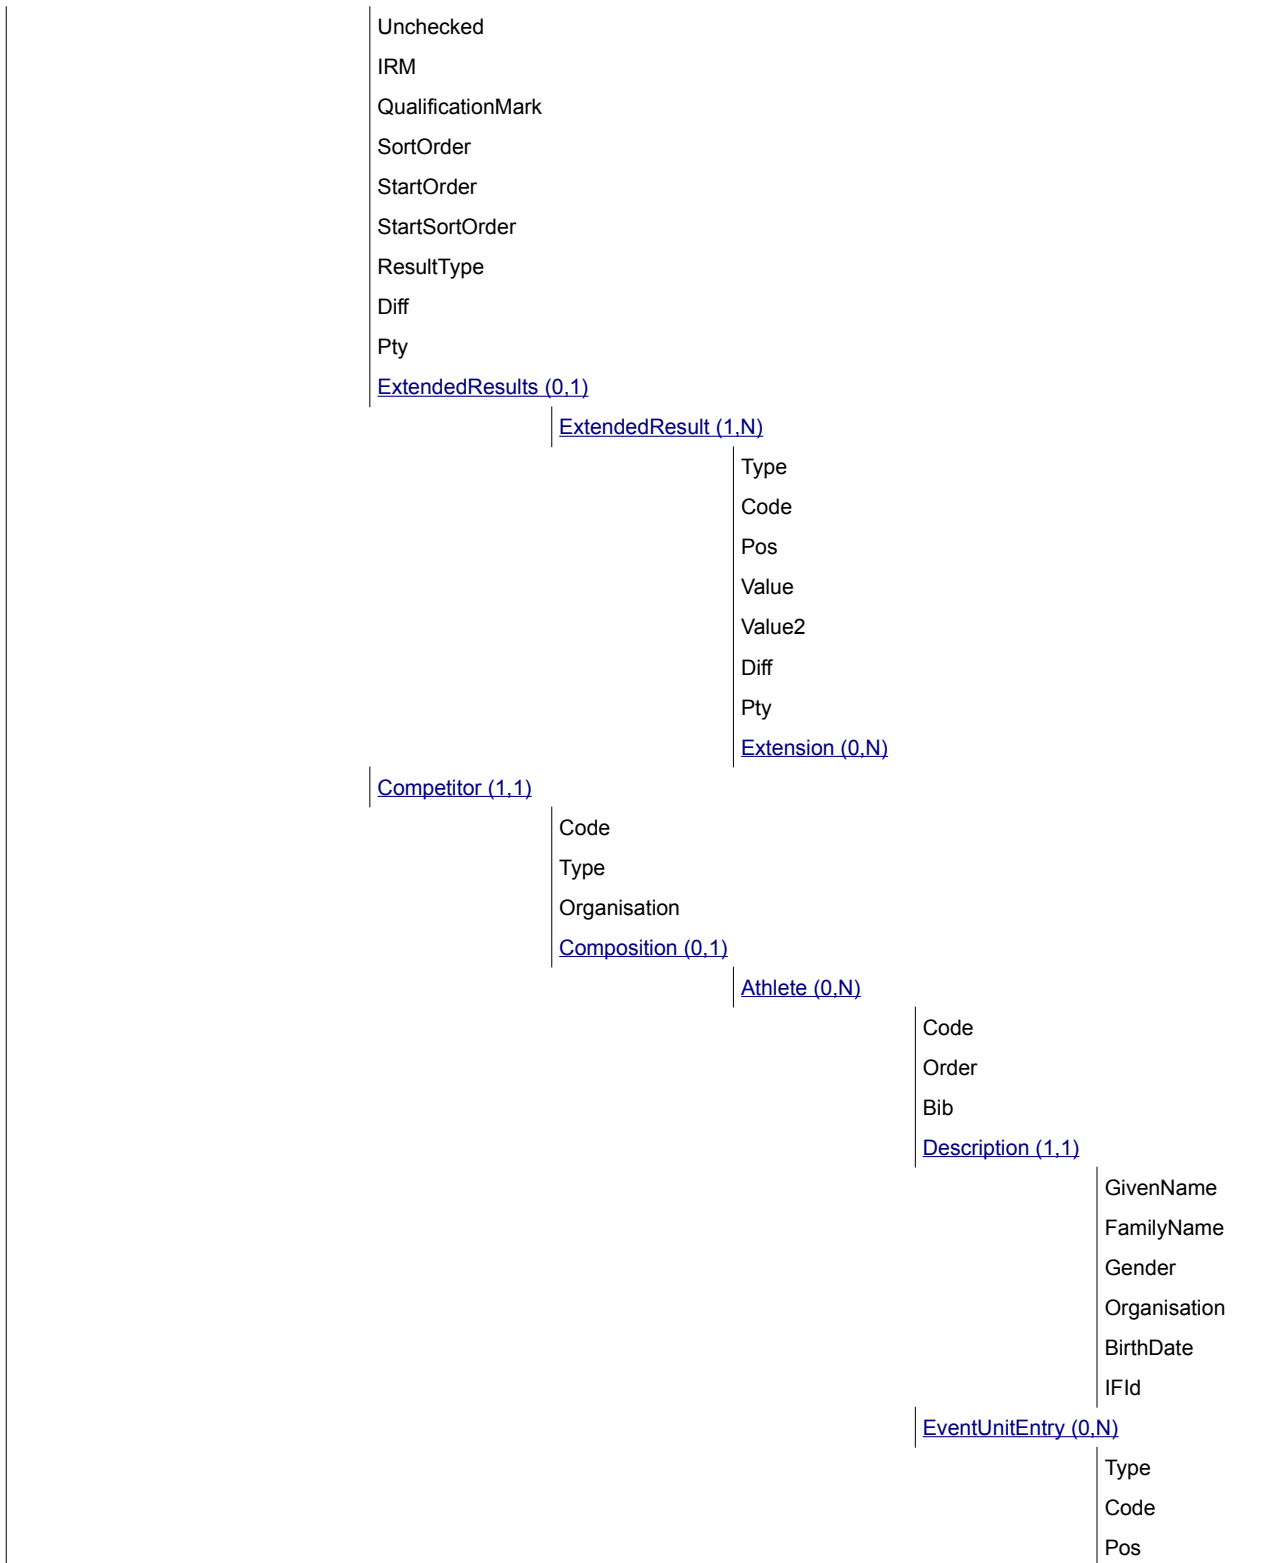 Unchecked
IRM
QualificationMark
SortOrder
StartOrder
StartSortOrder
ResultType
Diff
Pty
ExtendedResults (0,1)
ExtendedResult (1,N)
Type
Code
Pos
Value
Value2
Diff
Pty
Extension (0,N)
Competitor (1,1)
Code
Type
Organisation
Composition (0,1)
Athlete (0,N)
Code
Order
Bib
Description (1,1)
GivenName
FamilyName
Gender
Organisation
BirthDate
IFId
EventUnitEntry (0,N)
Type
Code
Pos